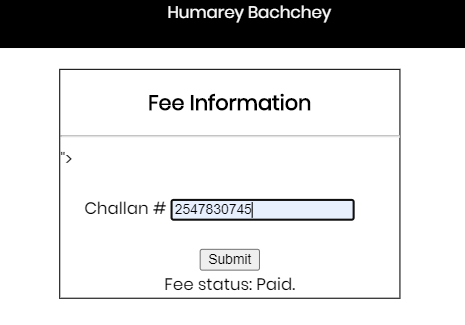 Humarey Bachchey
Fee Information
">
Challan # 2547830745
Submit
Fee status: Paid.